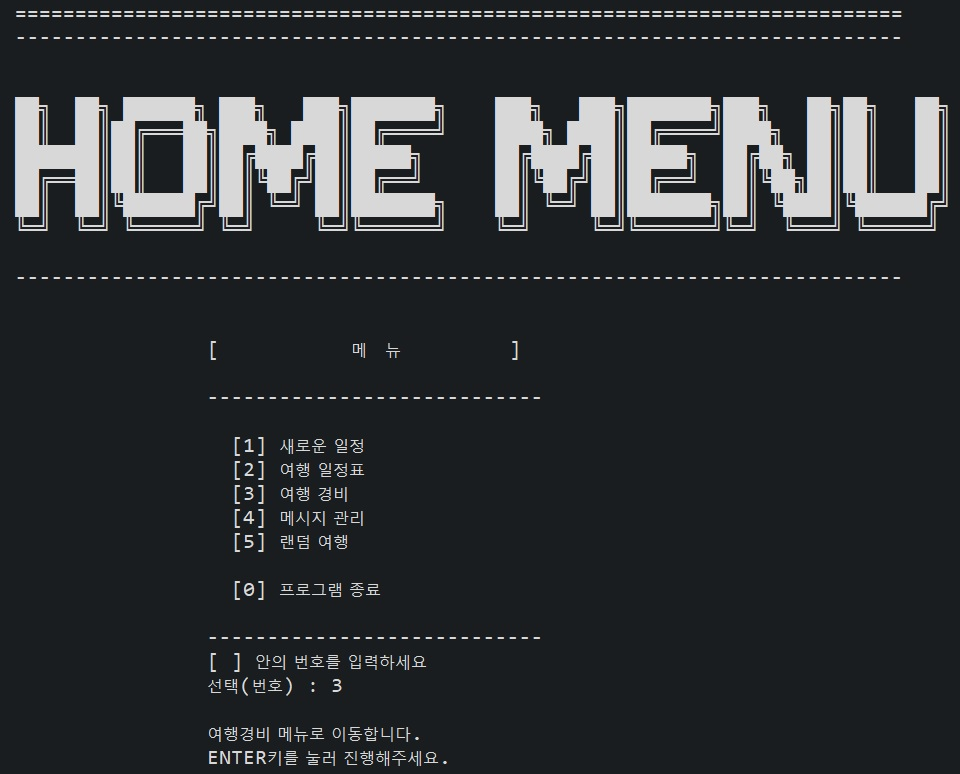 ==========================================================================
--------------------------------------------------------------------------
HOME MENU
--------------------------------------------------------------------------
[ 메 뉴 ]
----------------------------
[1] 새로운 일정
[2] 여행 일정표
[3] 여행 경비
[4] 메시지 관리
[5] 랜덤 여행
[0] 프로그램 종료
----------------------------
[ ] 안의 번호를 입력하세요
선택(번호) : 3
여행경비 메뉴로 이동합니다.
ENTER키를 눌러 진행해주세요.